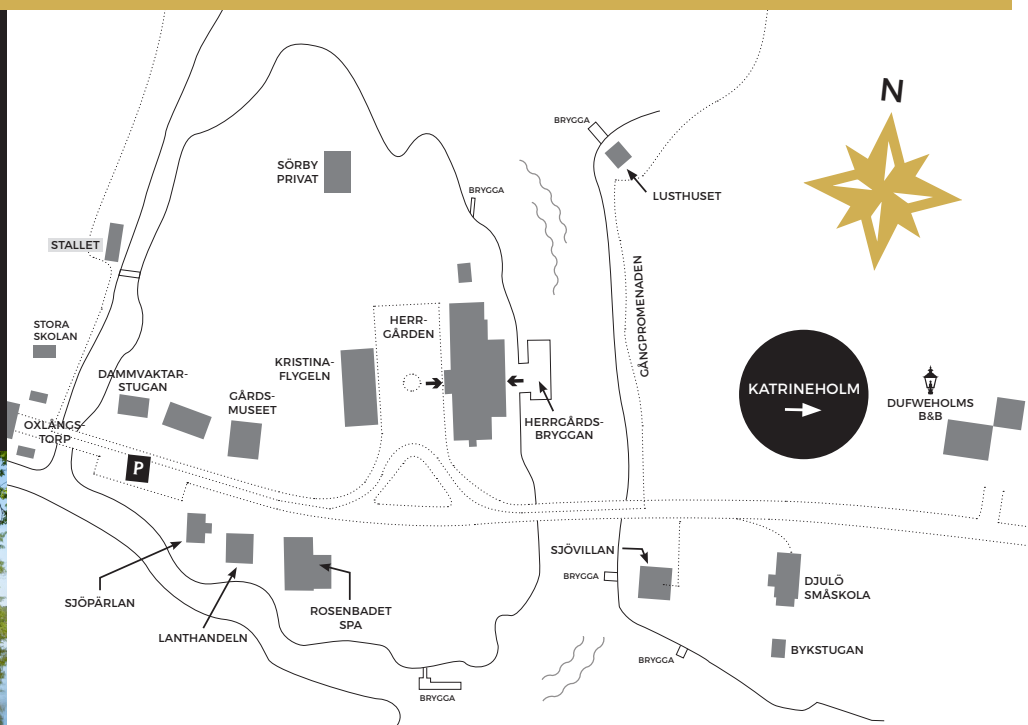 N
BRYGGA
SÖRBY
PRIVAT
BRYGGA
LUSTHUSET
STALLET
GÅNGPROMENADEN
STORA
SKOLAN
HERR-
GÅRDEN
KRISTINA-
FLYGELN
DAMMVAKTAR-
STUGAN
GÅRDS-
MUSEET
KATRINEHOLM
DUFWEHOLMS
B&B
OXLÅNGS-
TORP
HERRGÅRDS-
BRYGGAN
P
SJÖVILLAN
BRYGGA
DJULÖ
SMÅSKOLA
SJÖPÄRLAN
ROSENBADET
SPA
LANTHANDELN
BYKSTUGAN
BRYGGA
BRYGGA